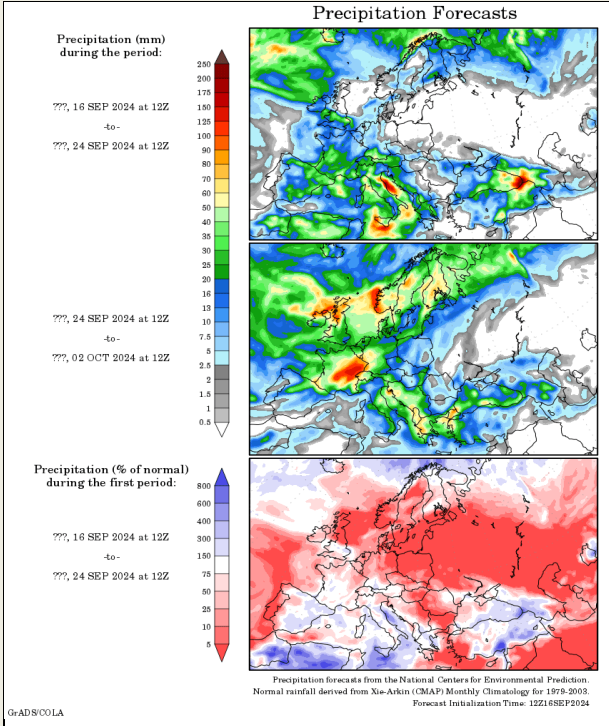 Precipitation Forecasts
Precipitation (mm)
during the period:
???, 16 SEP 2024 at 12Z
-to-
???, 24 SEP 2024 at 12Z
250
200
175
150
125
100
90
80
70
60
50
40
35
30
25
20
16
13
10
7.5
5
2.5
2
1.5
1
0.5
???, 24 SEP 2024 at 12Z
-to-
???, 02 OCT 2024 at 12Z
Precipitation (% of normal)
during the first period:
???, 16 SEP 2024 at 12Z
-to-
???, 24 SEP 2024 at 12Z
800
600
400
300
150
75
50
25
10
5
Precipitation forecasts from the National Centers for Environmental Prediction.
Normal rainfall derived from Xie-Arkin (CMAP) Monthly Climatology for 1979-2003.
Forecast Initialization Time: 12Z16SEP2024
GrADS/COLA